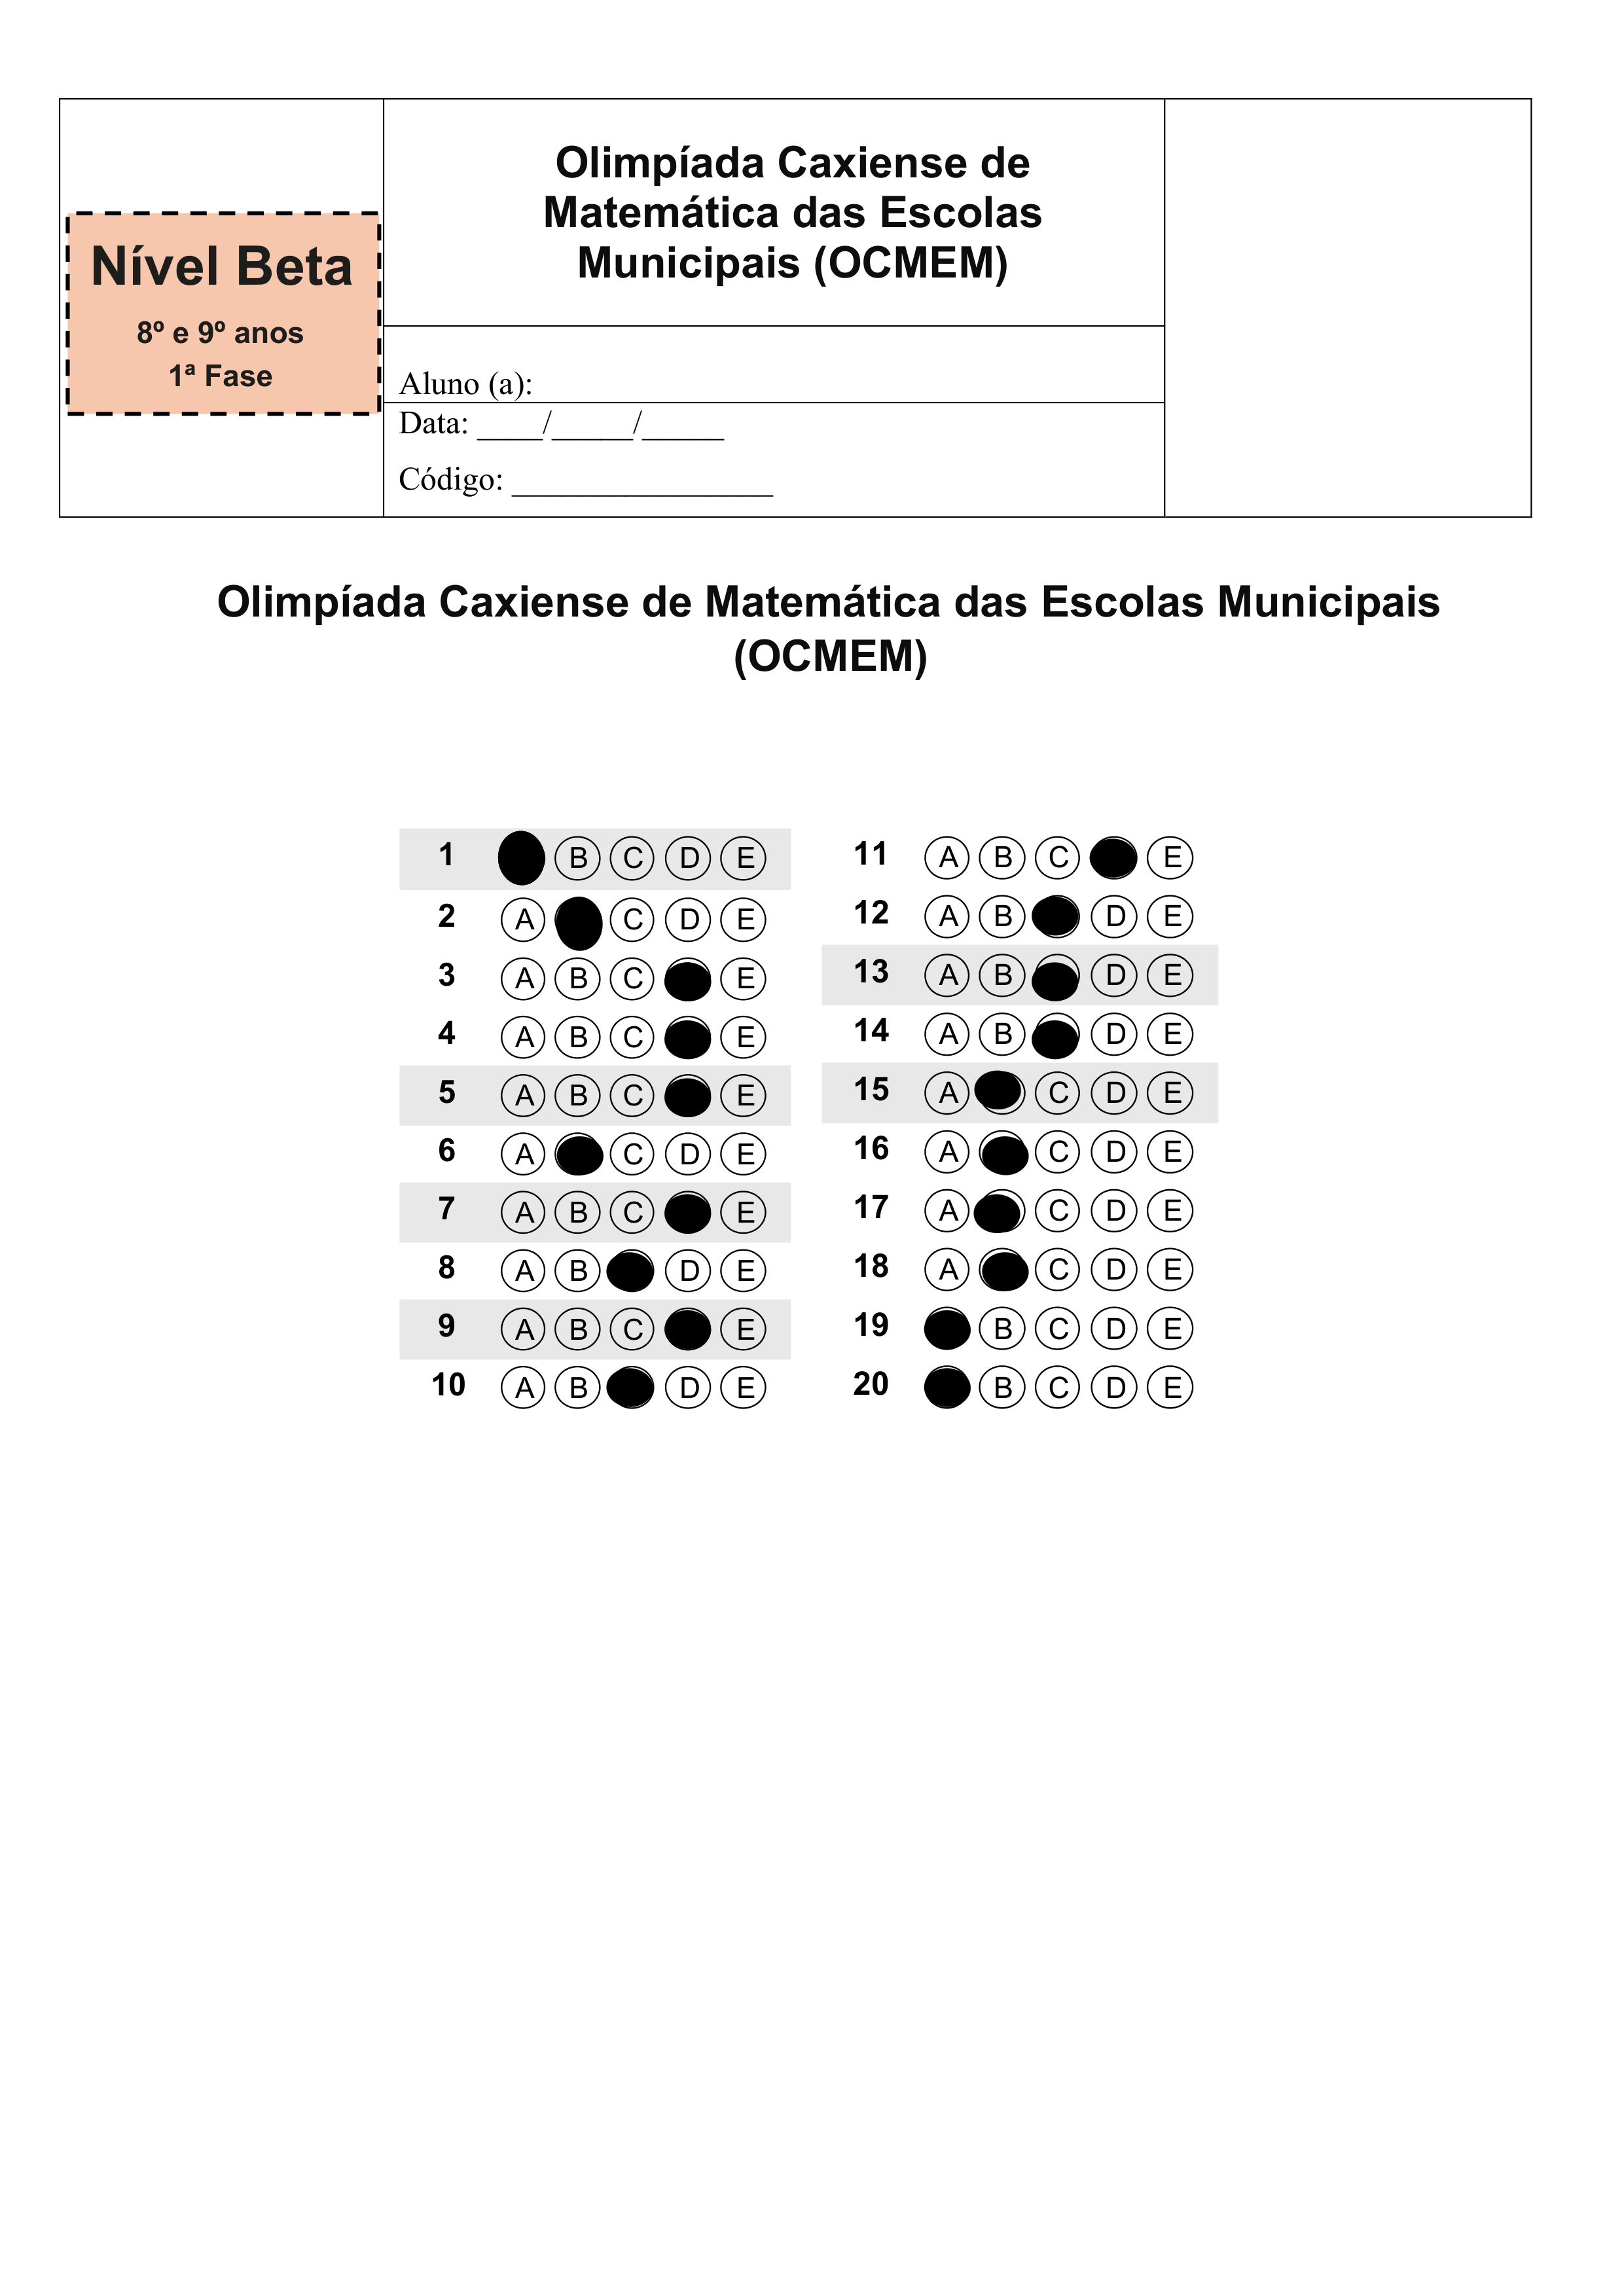 Nível Beta
8º e 9º anos
1ª Fase
Olimpíada Caxiense de
Matemática das Escolas
Municipais (OCMEM)
Aluno (a):
Data: ____/_____/_____
Código: ________________
Olimpíada Caxiense de Matemática das Escolas Municipais
(OCMEM)
1 B C D E
2 A C D E
3 A B C E
4 A B C E
5 A B C E
6 A C D E
7 A B C E
8 A B D E
9 A B C E
10 A B D E
11 A B C E
12 A B D E
13 A B D E
14 A B D E
15 A C D E
16 A C D E
17 A C D E
18 A C D E
19 B C D E
20 B C D E